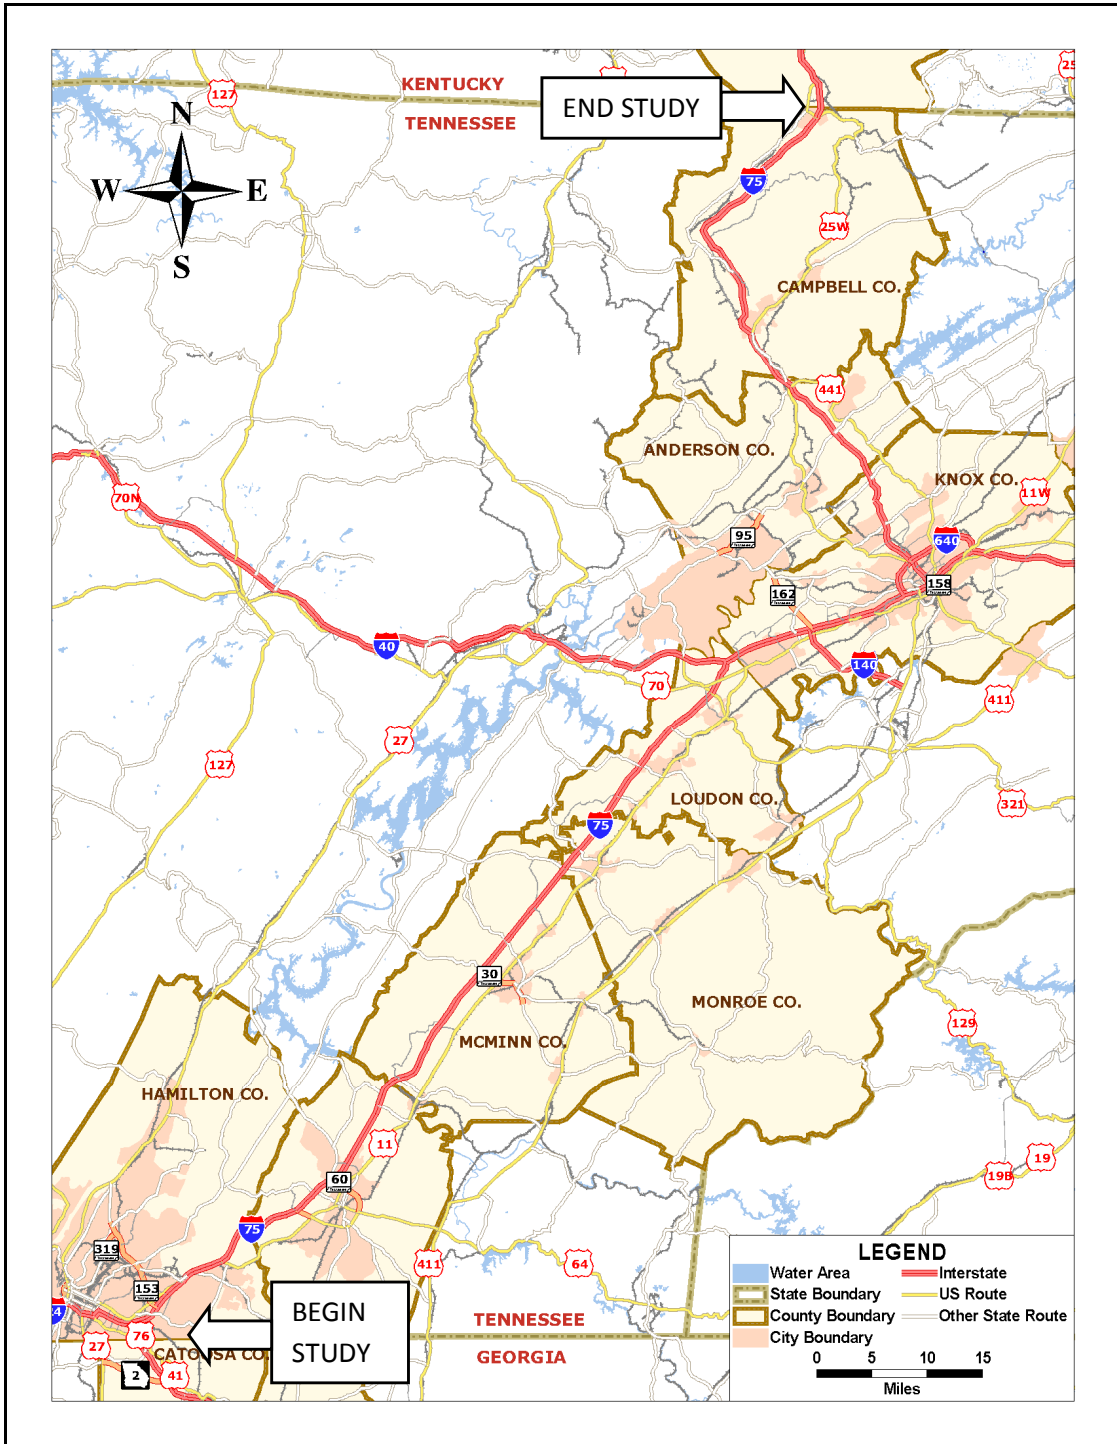 KENTUCKY
TENNESSEE
127
25
END STUDY
N
W E
S
75
25W
CAMPBELL CO.
441
ANDERSON CO.
KNOX CO.
70N
11W
95
640
158
162
40
140
70
411
27
127
LOUDON CO.
321
75
30
MONROE CO.
129
MCMINN CO.
HAMILTON CO.
11
19
19B
60
75
319
411
64
153
BEGIN
STUDY
76
27
CATOOSA CO.
2
41
TENNESSEE
GEORGIA
LEGEND
Water Area
Interstate
State Boundary
US Route
County Boundary
Other State Route
City Boundary
0 5 10 15
Miles